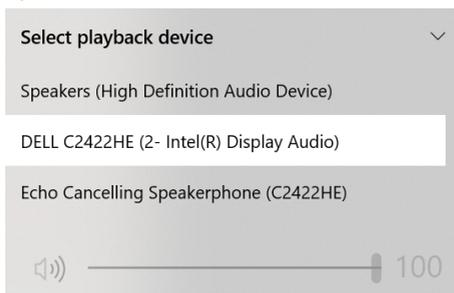 Select playback device
Speakers (High Definition Audio Device)
DELL C2422HE (2- Intel(R) Display Audio)
Echo Cancelling Speakerphone (C2422HE)
100